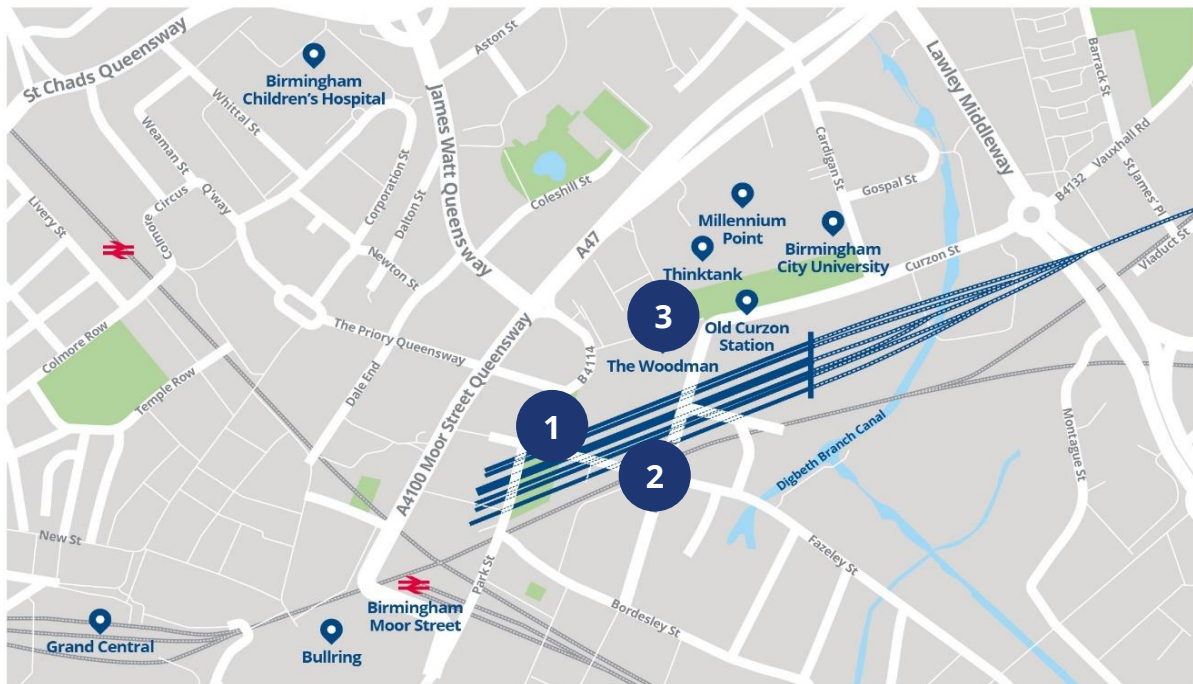 St Chads Queensway
Birmingham
Children's Hospital
Whittal St
Weaman St
Livery St
Colmore
Circus
Q'way
Corporation St
Dalton St
Newton St
James Watt Queensway
Aston St
Coleshill St
A47
Cardigan St
Gospal St
Lawley Middleway
Barrack St
Vauxhall Rd
B4132
St James' Pl
Viaduct St
Millennium
Point
Birmingham
City University
Thinktank
Curzon St
3
Old Curzon
Station
The Woodman
Colmore Row
Temple Row
The Priory Queensway
Dale End
B4114
A4100 Moor Street Queensway
1
2
Digbeth Branch Canal
Montague St
Fazeley St
New St
Park St
Bordesley St
Birmingham
Moor Street
Grand Central
Bullring